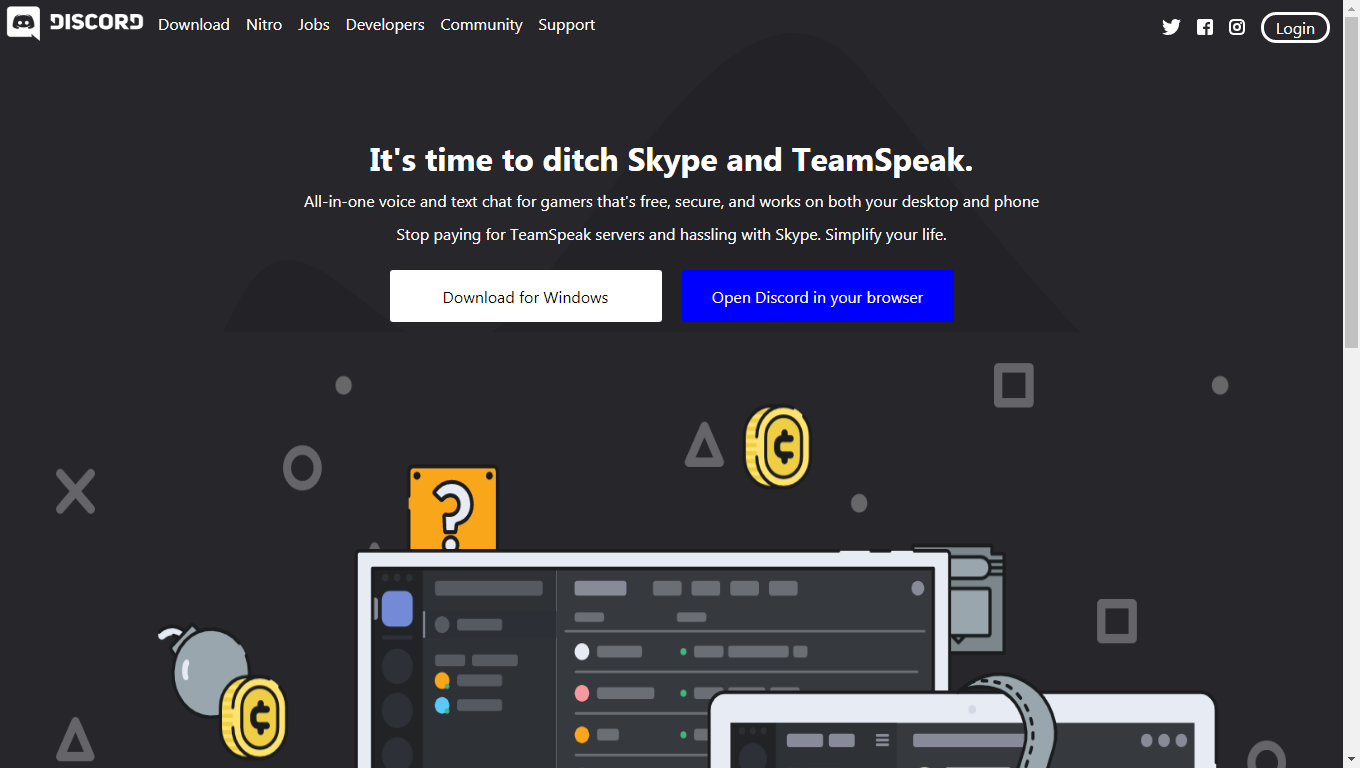 DISCORD Download Nitro Jobs Developers Community Support Login
It's time to ditch Skype and TeamSpeak.
All-in-one voice and text chat for gamers that's free, secure, and works on both your desktop and phone
Stop paying for TeamSpeak servers and hassling with Skype. Simplify your life.
Download for Windows Open Discord in your browser
?